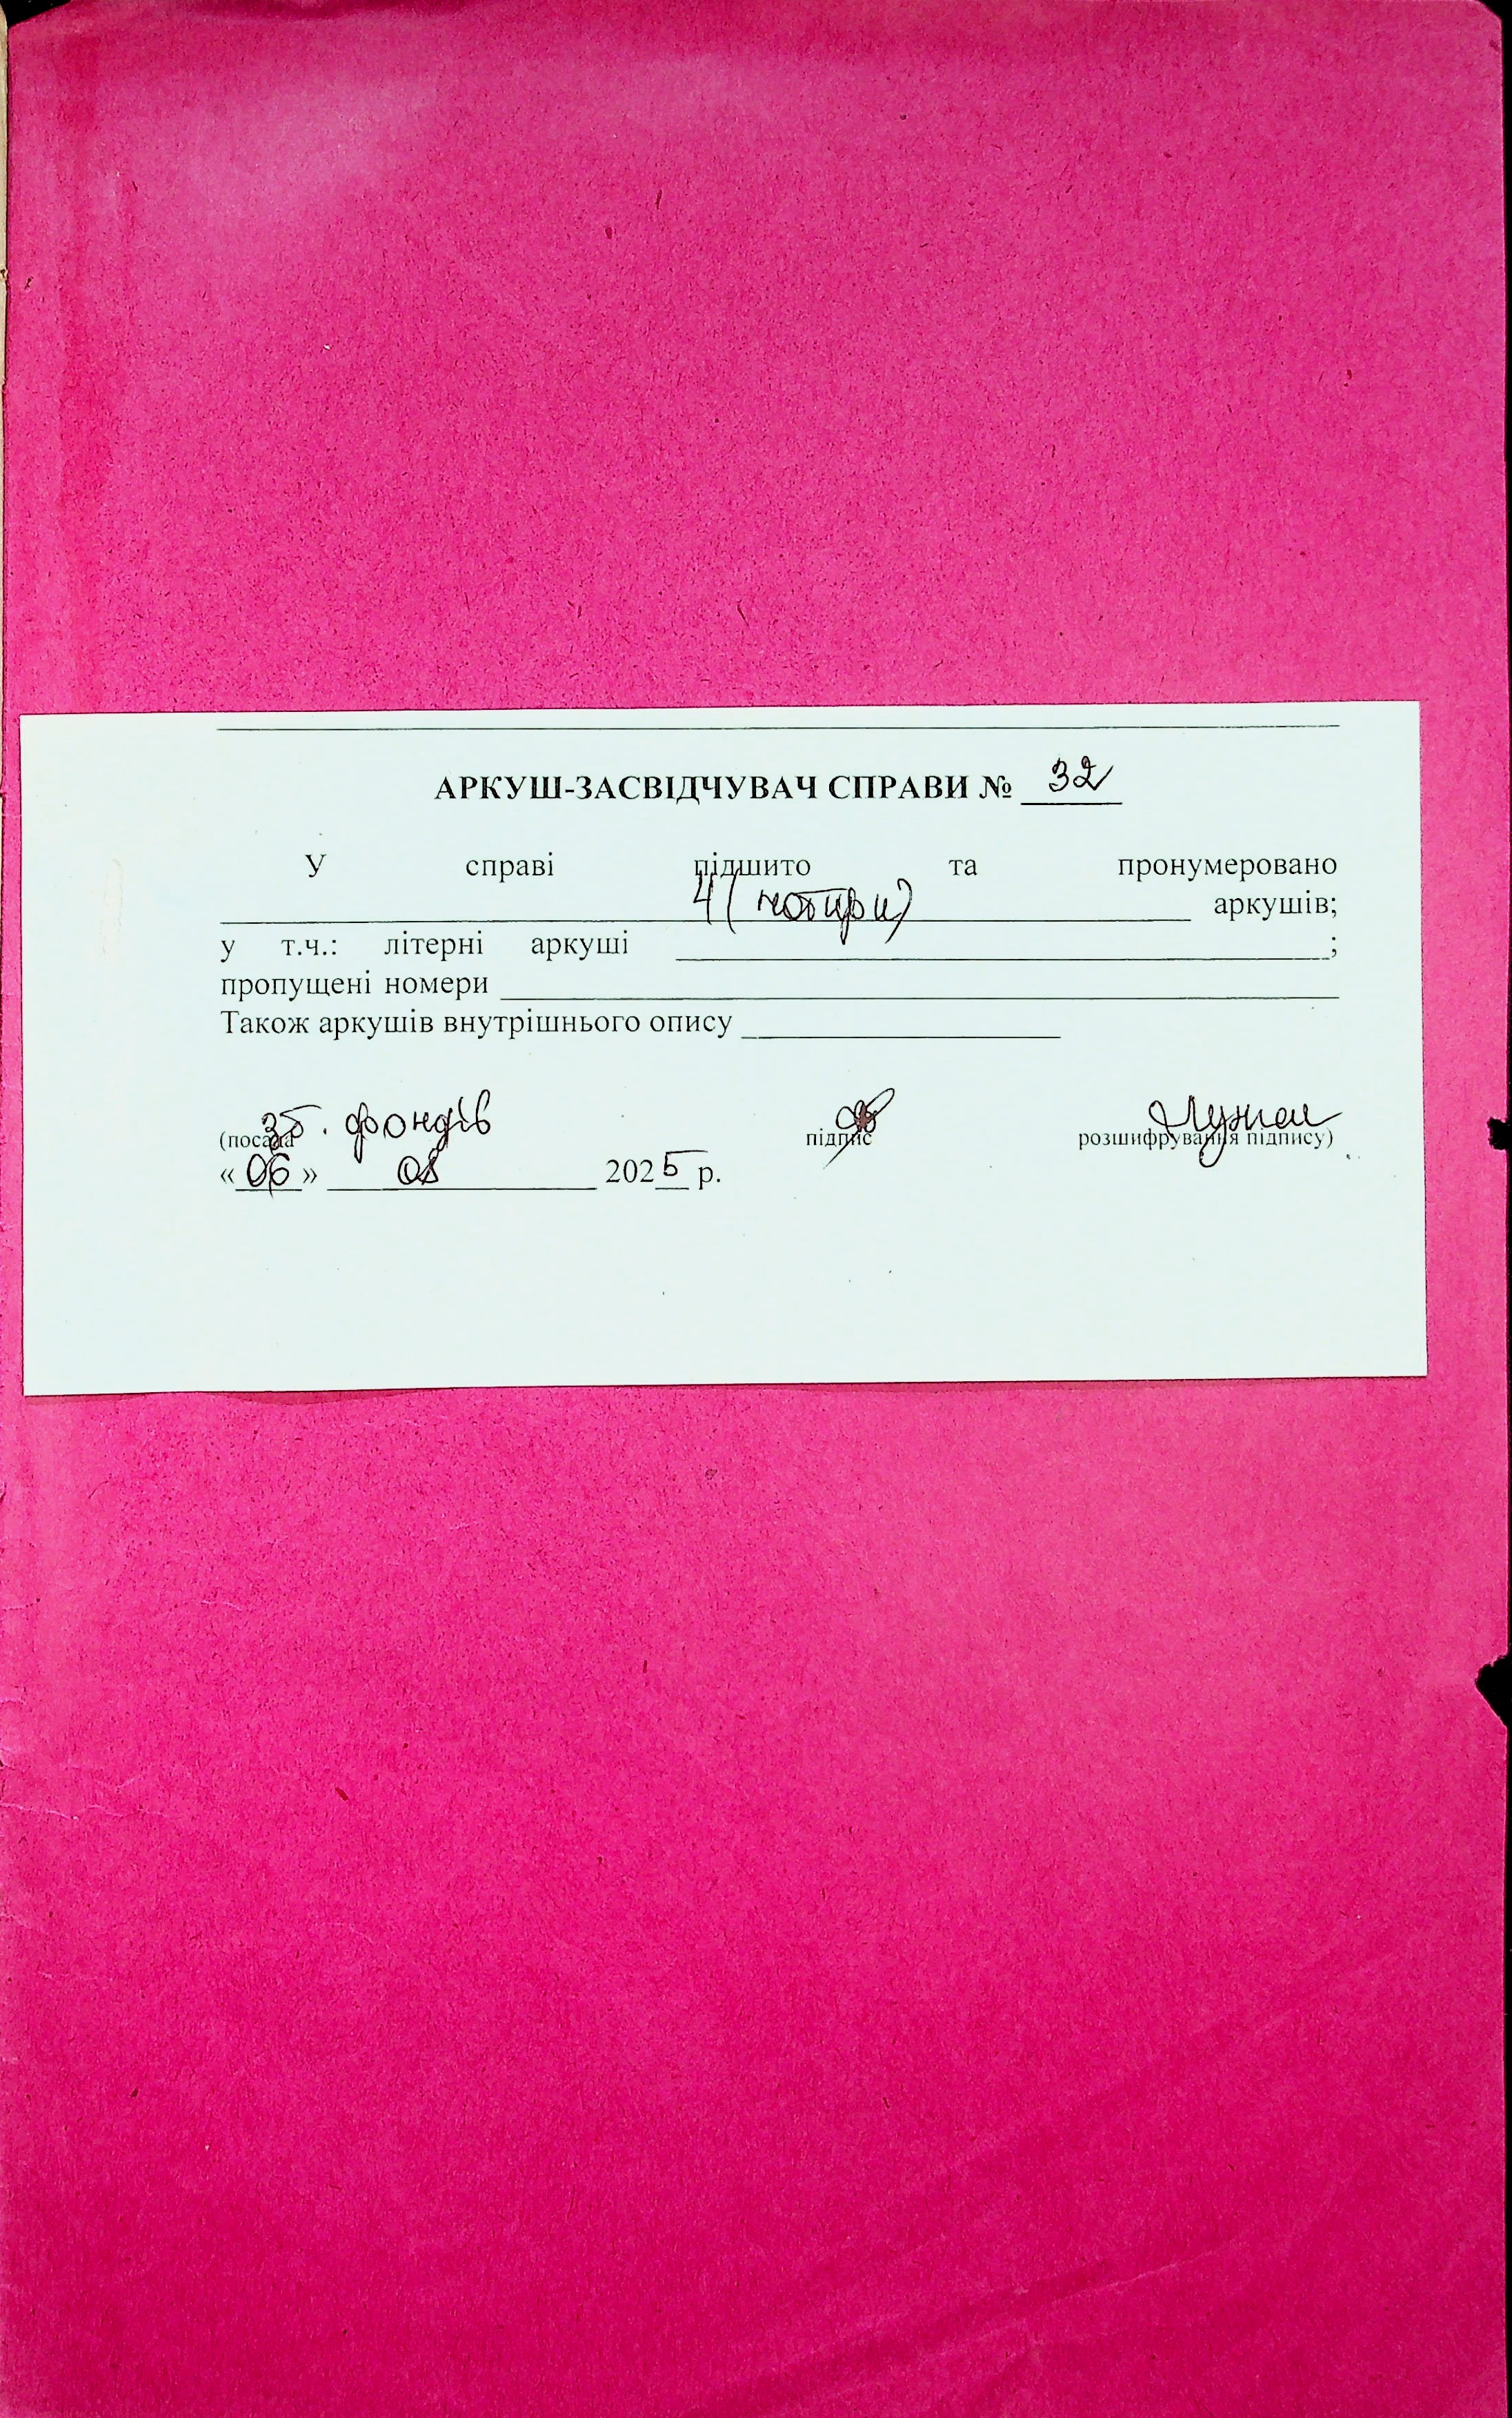 АРКУШ-ЗАСВІДЧУВАЧ СПРАВИ № 32
У справі підшито та пронумеровано
4 (чотири) аркушів;
у т.ч.: літерні аркуші ;
пропущені номери
Також аркушів внутрішнього опису
зб. фондів
(посада підпис розшифрування підпису)
«06» 08 2025 р.